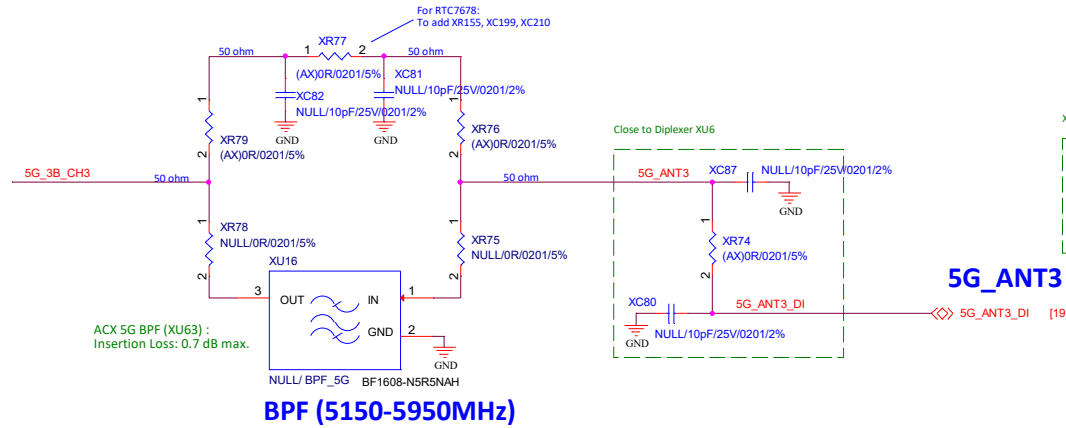 For RTC7678:
To add XR155, XC199, XC210
50 ohm
1
XR77
2
50 ohm
(AX)0R/0201/5%
XC82
NULL/10pF/25V/0201/2%
GND
XC81
NULL/10pF/25V/0201/2%
GND
1
XR79
2
(AX)0R/0201/5%
1
XR76
2
(AX)0R/0201/5%
5G_3B_CH3
50 ohm
50 ohm
1
XR78
NULL/0R/0201/5%
2
1
XR75
NULL/0R/0201/5%
2
XU16
3
OUT
IN
1
GND
2
GND
NULL/ BPF_5G
BF1608-N5R5NAH
ACX 5G BPF (XU63) :
Insertion Loss: 0.7 dB max.
BPF (5150-5950MHz)
Close to Diplexer XU6
5G_ANT3
XC87
NULL/10pF/25V/0201/2%
GND
1
XR74
(AX)0R/0201/5%
2
XC80
GND
NULL/10pF/25V/0201/2%
5G_ANT3_DI
5G_ANT3
5G_ANT3_DI
[19